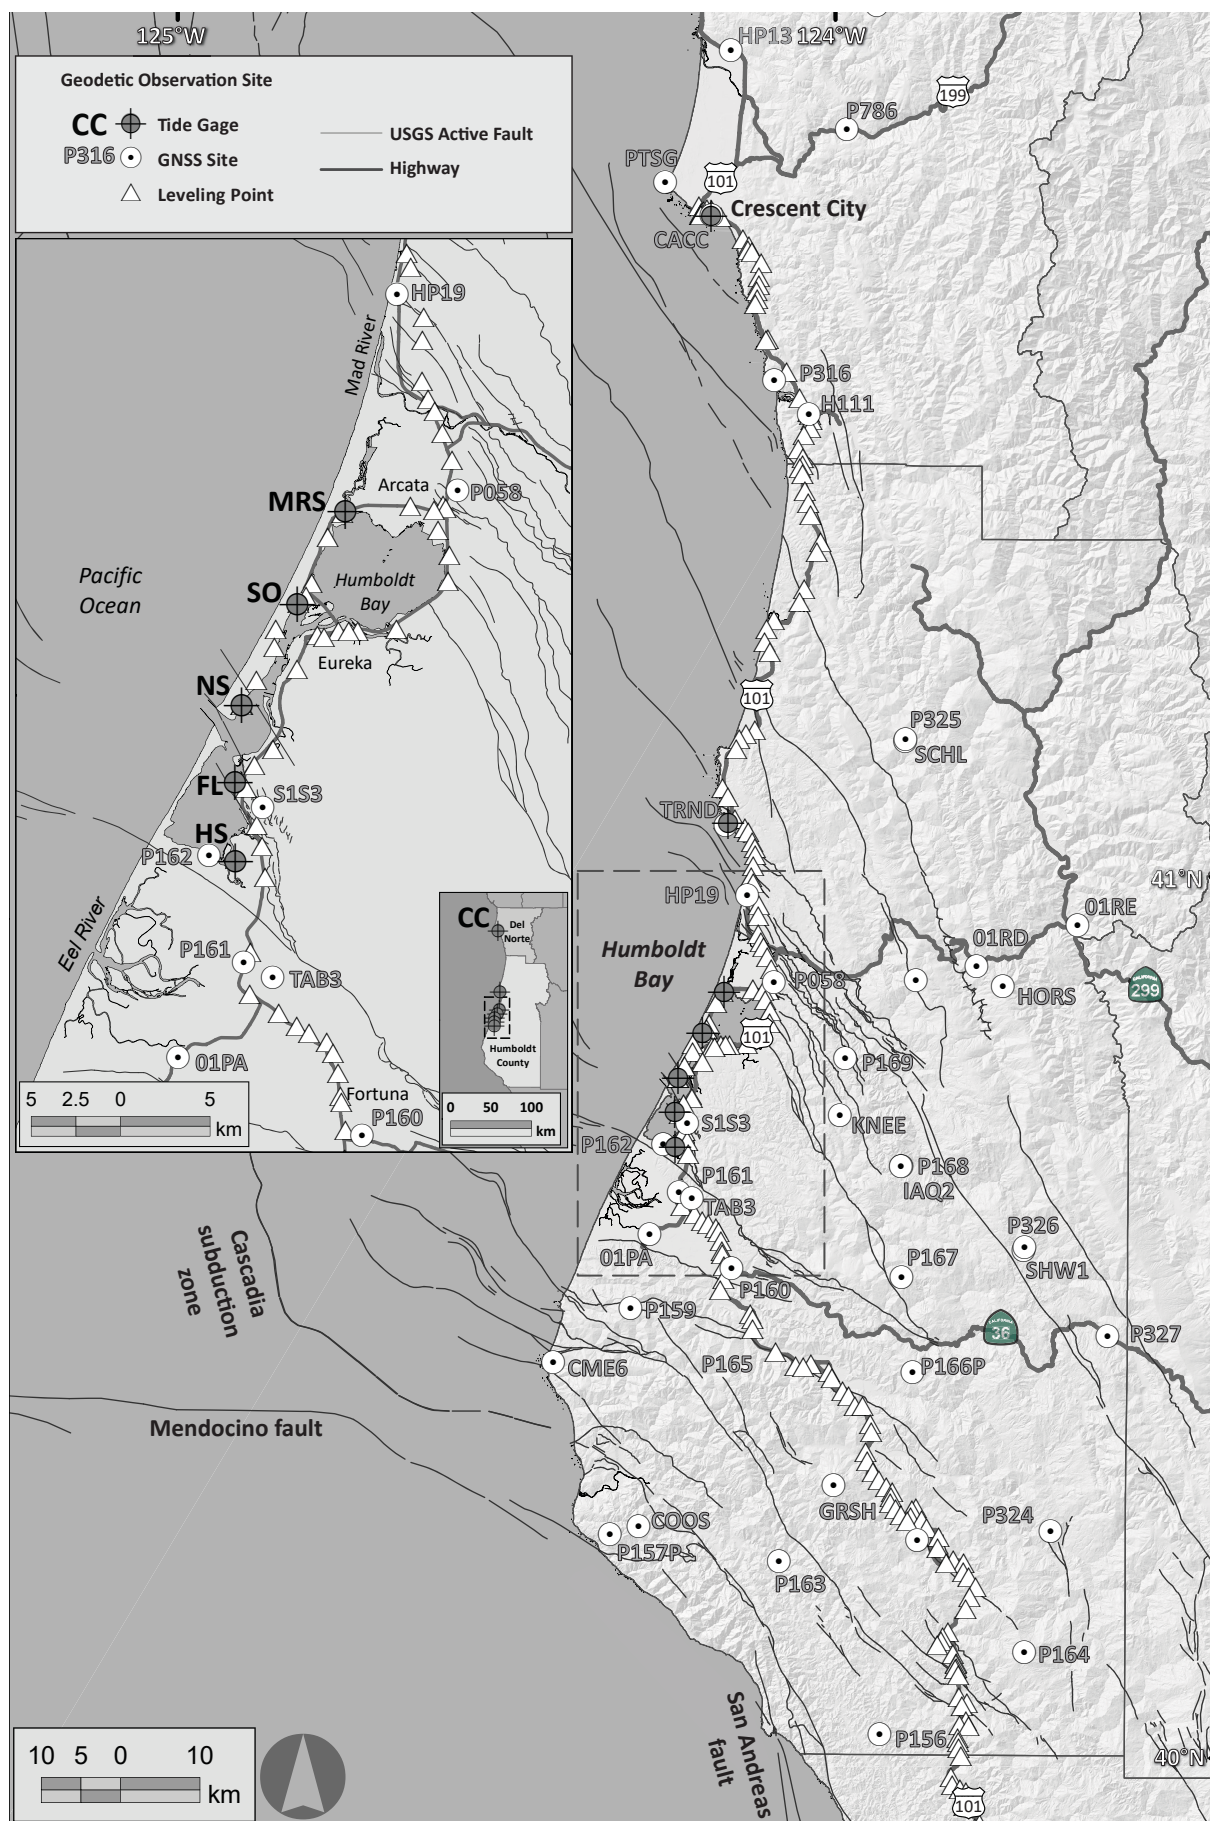 125°W
HP13
124°W
Geodetic Observation Site
CC
Tide Gage
P316
GNSS Site
Leveling Point
USGS Active Fault
Highway
199
P786
PTSG
101
Crescent City
CACC
HP19
Mad River
MRS
Arcata
P058
Pacific
Ocean
SO
Humboldt
Bay
Eureka
NS
FL
S1S3
HS
P162
Eel River
P161
TAB3
01PA
Fortuna
P160
5 2.5 0 5
km
CC
Del
Norte
Humboldt
County
0 50 100
km
P316
H111
101
P325
SCHL
TRND
41°N
HP19
01RE
01RD
Humboldt
Bay
P058
HORS
CALIFORNIA
299
101
P169
S1S3
KNEE
P162
P161
P168
IAQ2
TAB3
P326
01PA
P167
SHW1
P160
P159
CALIFORNIA
36
P327
CME6
P165
P166P
Cascadia
subduction
zone
Mendocino fault
GRSH
P324
COOS
P157P
P163
P164
San Andreas
fault
P156
40°N
10 5 0 10
km
101